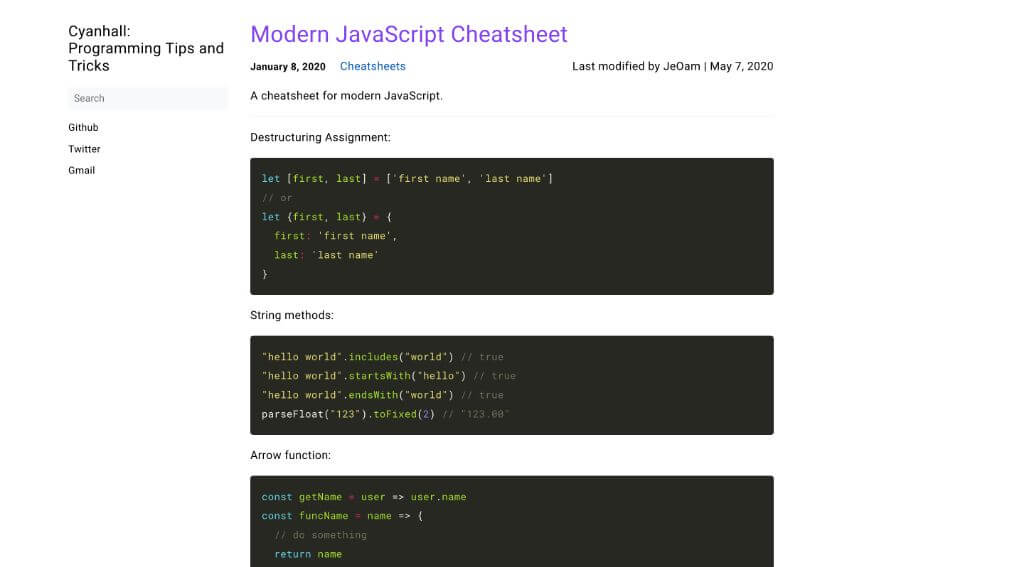 Cyanhall:
Programming Tips and
Tricks
Search
Github
Twitter
Gmail
Modern JavaScript Cheatsheet
January 8, 2020 Cheatsheets Last modified by JeOam | May 7, 2020
A cheatsheet for modern JavaScript.
Destructuring Assignment:
let [first, last] = ['first name', 'last name']
// or
let {first, last} = {
  first: 'first name',
  last: 'last name'
}
String methods:
"hello world".includes("world") // true
"hello world".startsWith("hello") // true
"hello world".endsWith("world") // true
parseFloat("123").toFixed(2) // "123.00"
Arrow function:
const getName = user => user.name
const funcName = name => {
  // do something
  return name